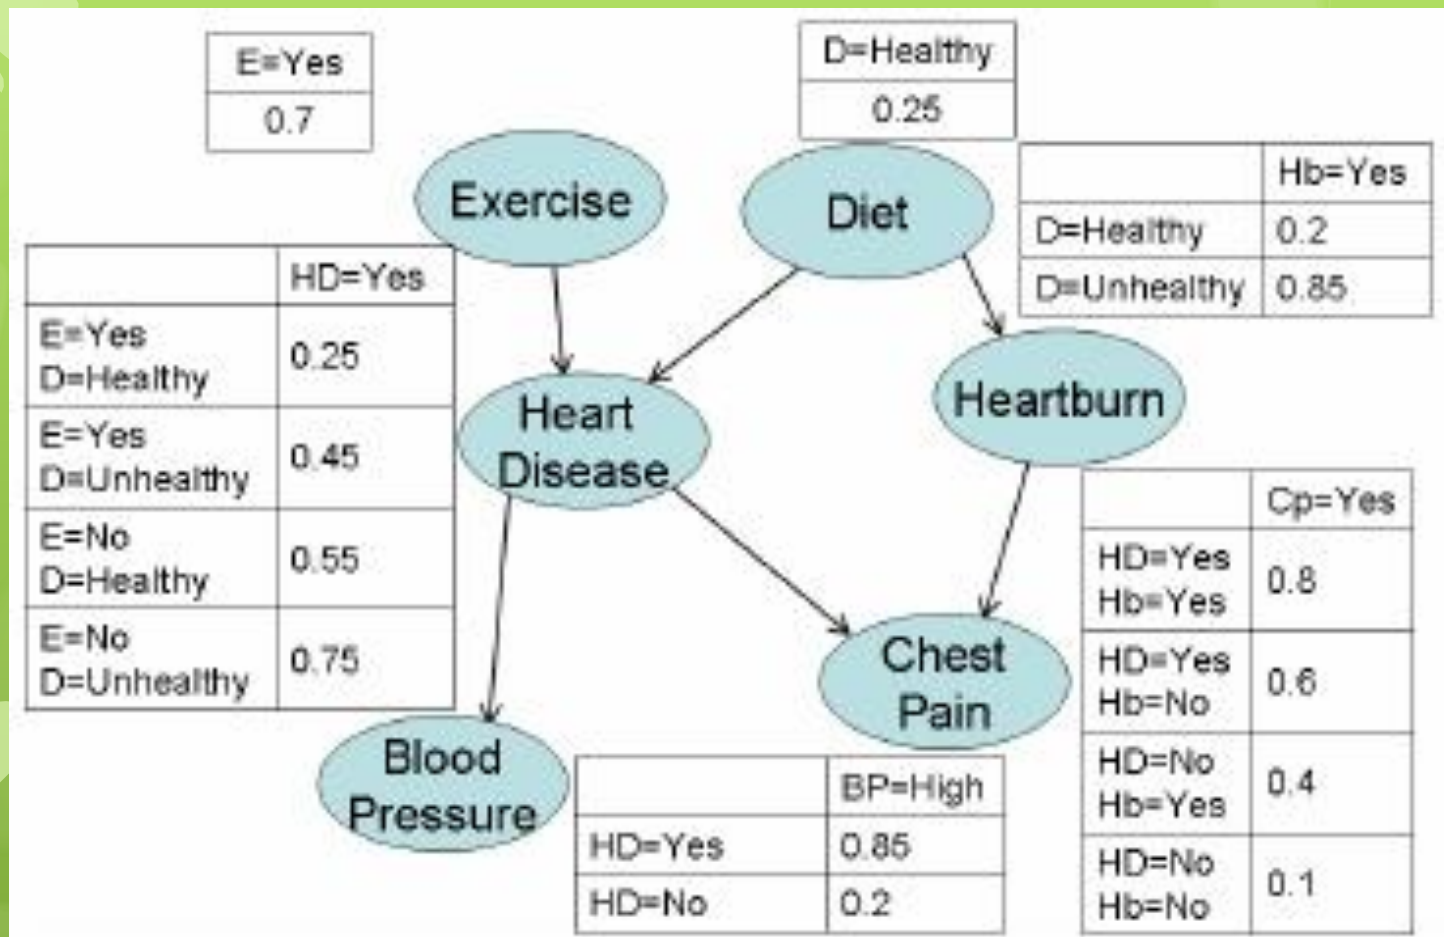 E=Yes
0.7
D=Healthy
0.25
Exercise
Diet
Hb=Yes
D=Healthy 0.2
D=Unhealthy 0.85
HD=Yes
E=Yes
D=Healthy
0.25
E=Yes
D=Unhealthy
0.45
E=No
D=Healthy
0.55
E=No
D=Unhealthy
0.75
Heart
Disease
Heartburn
Cp=Yes
HD=Yes
Hb=Yes
0.8
HD=Yes
Hb=No
0.6
HD=No
Hb=Yes
0.4
HD=No
Hb=No
0.1
Chest
Pain
Blood
Pressure
BP=High
HD=Yes 0.85
HD=No 0.2